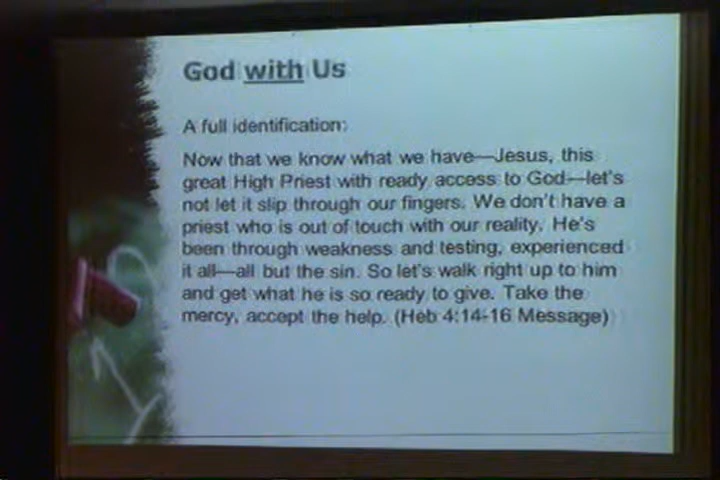 God with Us
A full identification:
Now that we know what we have—Jesus, this
great High Priest with ready access to God—let's
not let it slip through our fingers. We don't have a
priest who is out of touch with our reality. He's
been through weakness and testing, experienced
it all—all but the sin. So let's walk right up to him
and get what he is so ready to give. Take the
mercy, accept the help. (Heb 4:14-16 Message)